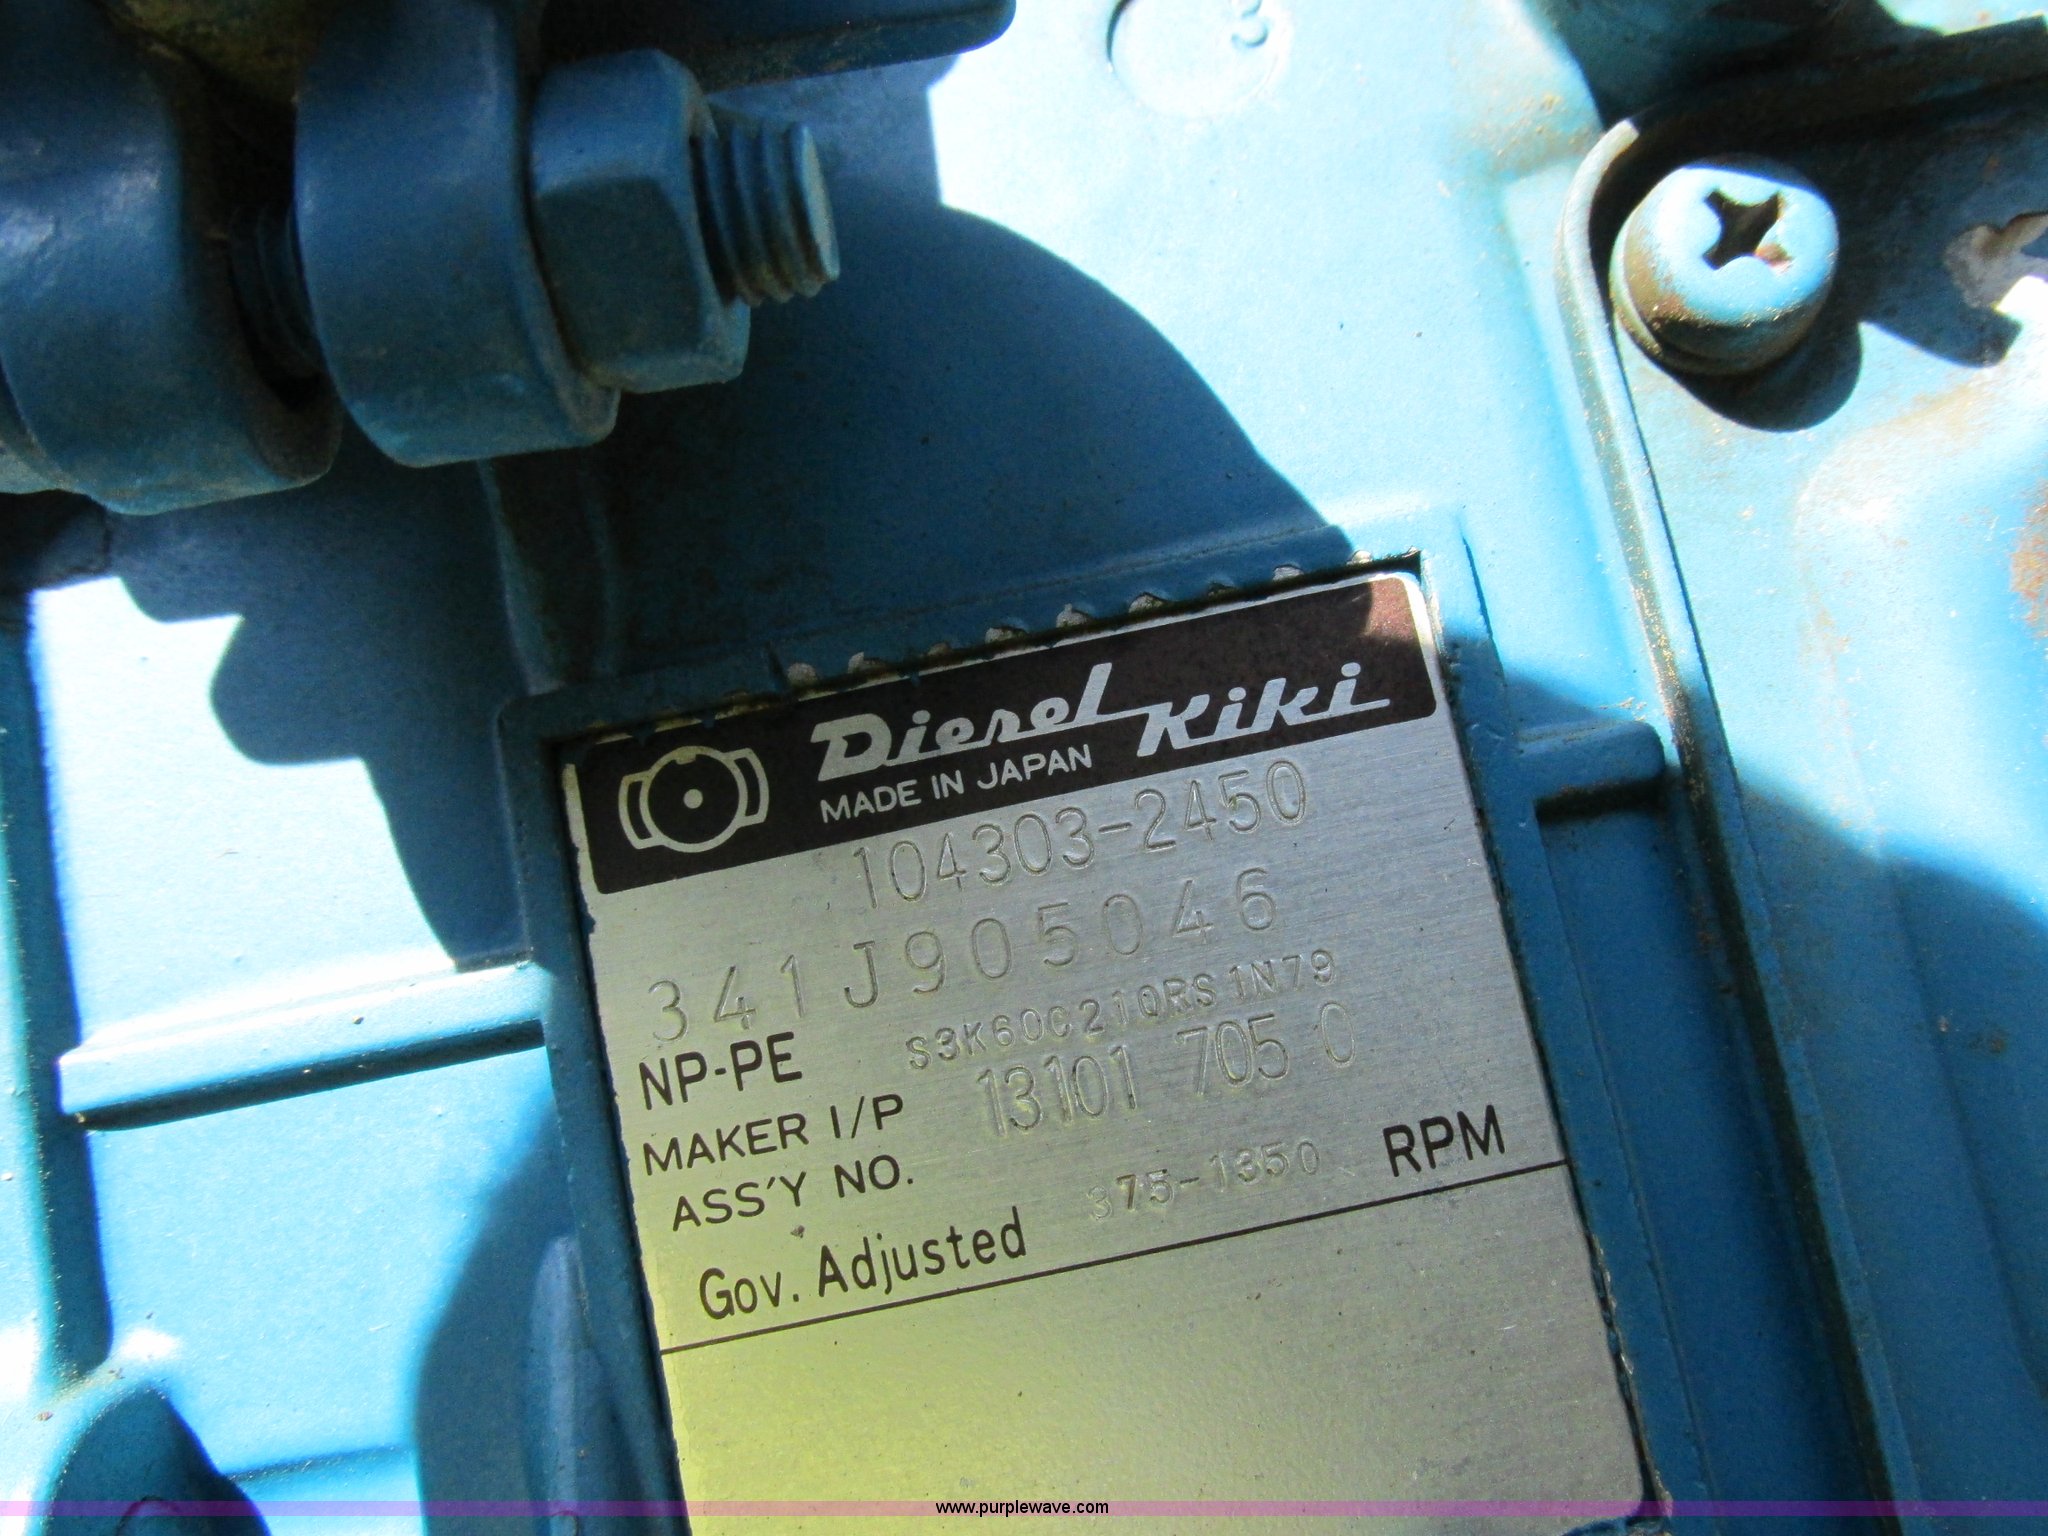 Diesel Kiki
MADE IN JAPAN
104303-2450
341J905046
NP-PE S3K60C210RS1N79
MAKER I/P 13101 705 0
ASS'Y NO.
Gov. Adjusted 375-1350 RPM
www.purplewave.com